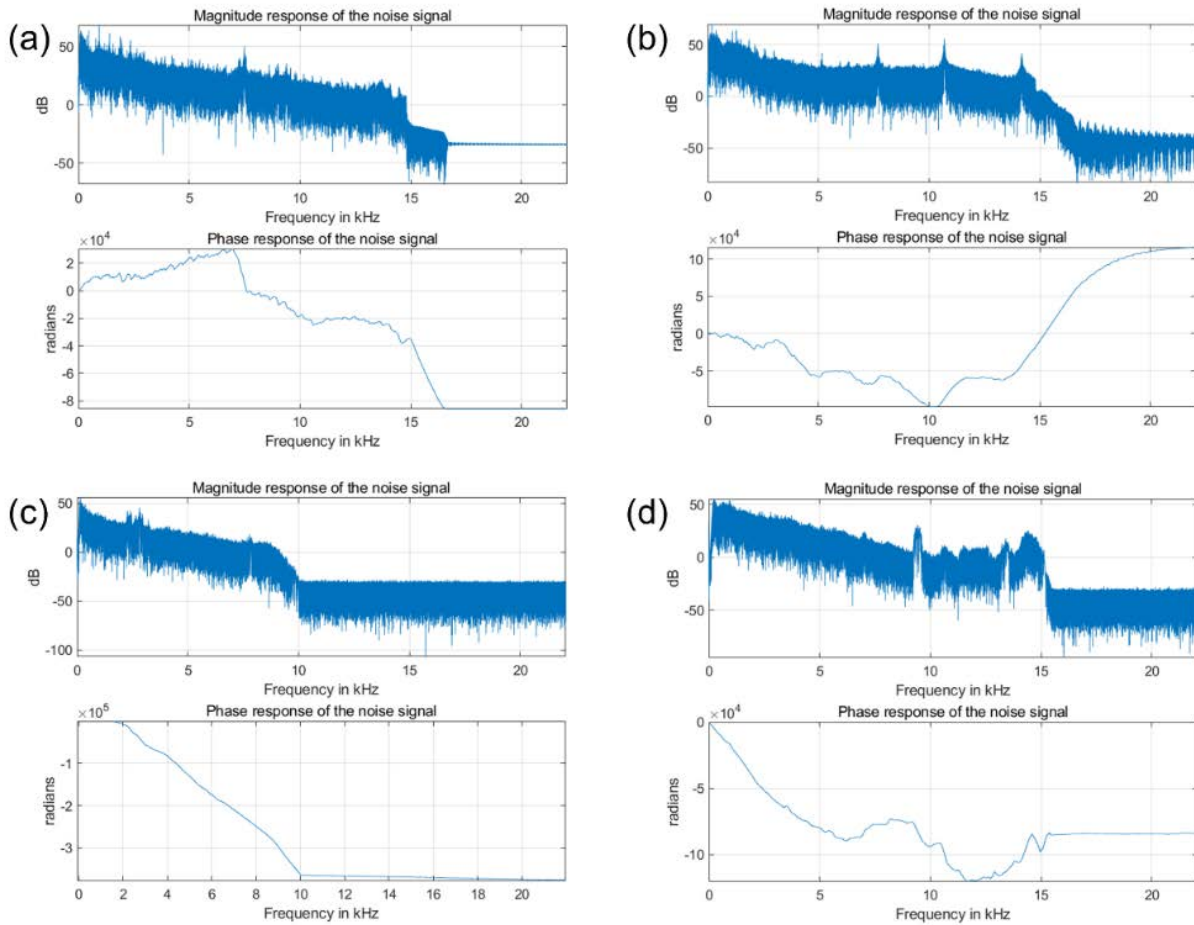 (a)
Magnitude response of the noise signal
50
0
-50
dB
0 5 10 15 20
Frequency in kHz
Phase response of the noise signal
×10⁴
2
0
-2
-4
-6
-8
radians
0 5 10 15 20
Frequency in kHz
(b)
Magnitude response of the noise signal
50
0
-50
dB
0 5 10 15 20
Frequency in kHz
Phase response of the noise signal
×10⁴
10
5
0
-5
radians
0 5 10 15 20
Frequency in kHz
(c)
Magnitude response of the noise signal
50
0
-50
-100
dB
0 5 10 15 20
Frequency in kHz
Phase response of the noise signal
×10⁵
-1
-2
-3
radians
0 2 4 6 8 10 12 14 16 18 20
Frequency in kHz
(d)
Magnitude response of the noise signal
50
0
-50
dB
0 5 10 15 20
Frequency in kHz
Phase response of the noise signal
×10⁴
0
-5
-10
radians
0 5 10 15 20
Frequency in kHz